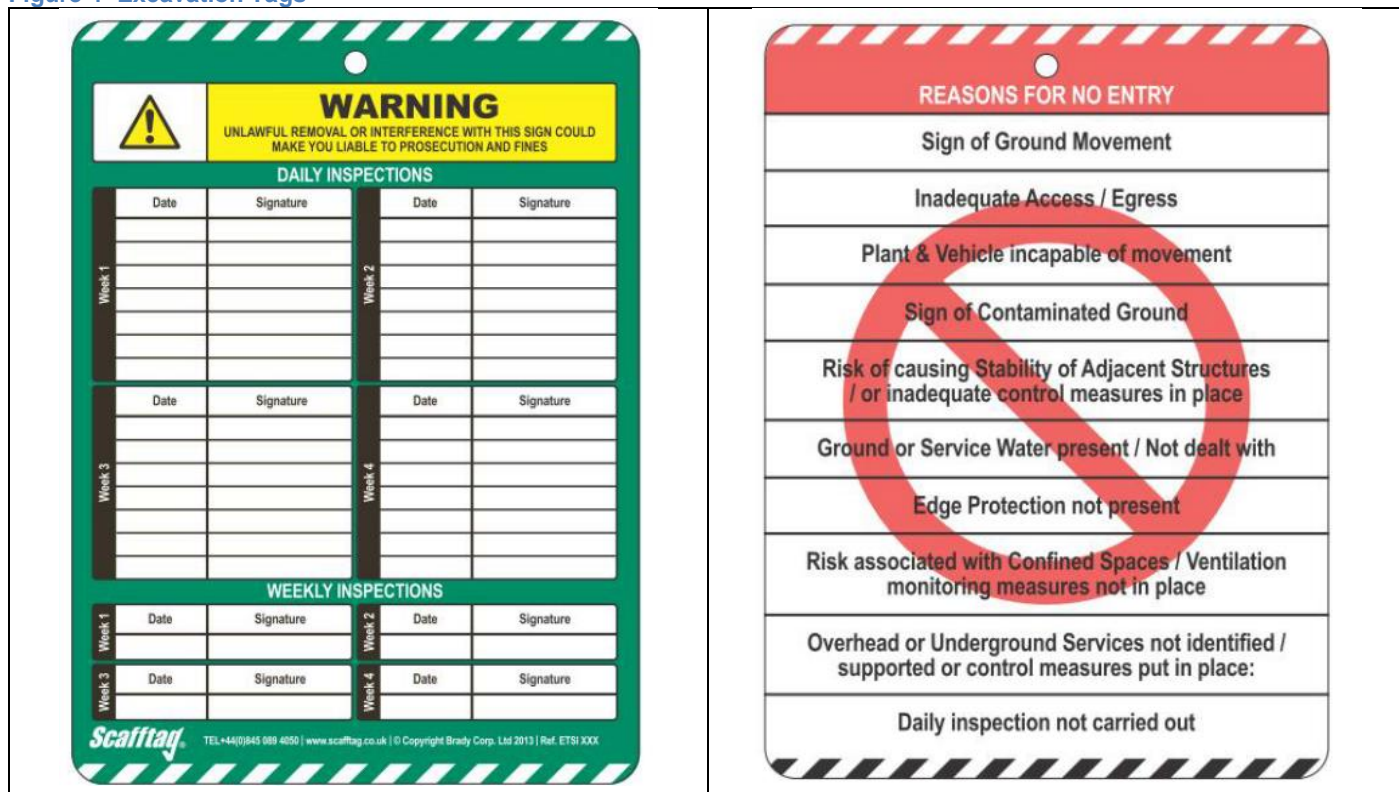 Figure 1 Excavation Tags
WARNING
UNLAWFUL REMOVAL OR INTERFERENCE WITH THIS SIGN COULD
MAKE YOU LIABLE TO PROSECUTION AND FINES
DAILY INSPECTIONS
Week 1
Date Signature
Week 2
Date Signature
Week 3
Date Signature
Week 4
Date Signature
WEEKLY INSPECTIONS
Week 1
Date Signature
Week 2
Date Signature
Week 3
Date Signature
Week 4
Date Signature
Scafftag.
TEL+44(0)845 089 4050 | www.scafftag.co.uk | © Copyright Brady Corp. Ltd 2013 | Ref. ETSI XXX
REASONS FOR NO ENTRY
Sign of Ground Movement
Inadequate Access / Egress
Plant & Vehicle incapable of movement
Sign of Contaminated Ground
Risk of causing Stability of Adjacent Structures
/ or inadequate control measures in place
Ground or Service Water present / Not dealt with
Edge Protection not present
Risk associated with Confined Spaces / Ventilation
monitoring measures not in place
Overhead or Underground Services not identified /
supported or control measures put in place:
Daily inspection not carried out